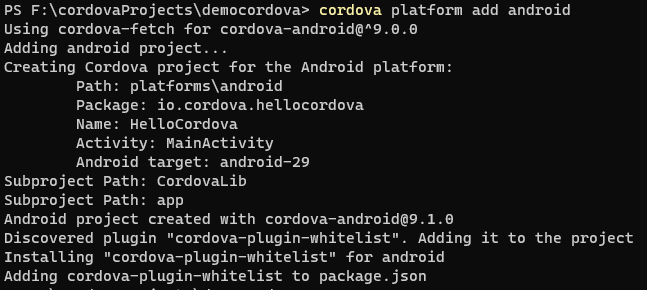 PS F:\cordovaProjects\democordova> cordova platform add android
Using cordova-fetch for cordova-android@^9.0.0
Adding android project...
Creating Cordova project for the Android platform:
        Path: platforms\android
        Package: io.cordova.hellocordova
        Name: HelloCordova
        Activity: MainActivity
        Android target: android-29
Subproject Path: CordovaLib
Subproject Path: app
Android project created with cordova-android@9.1.0
Discovered plugin "cordova-plugin-whitelist". Adding it to the project
Installing "cordova-plugin-whitelist" for android
Adding cordova-plugin-whitelist to package.json